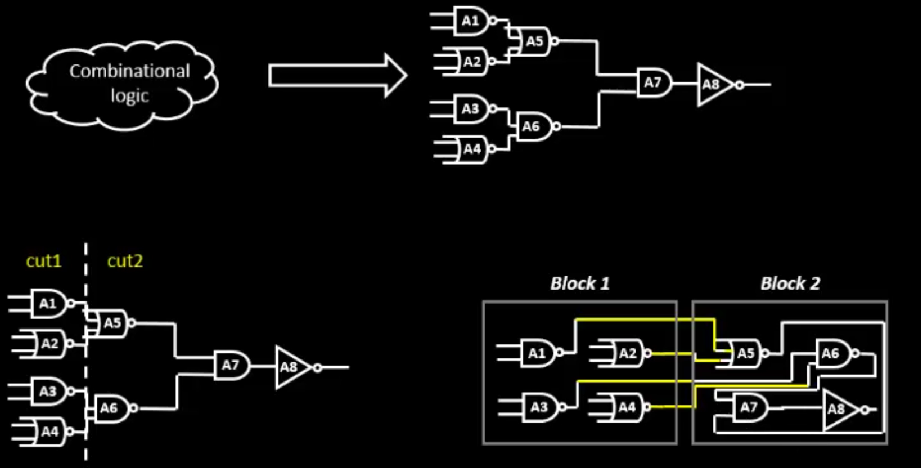 Combinational
logic
A1
A2
A5
A3
A4
A6
A7
A8
cut1 cut2
A1
A2
A5
A3
A4
A6
A7
A8
Block 1 Block 2
A1 A2 A5 A6
A3 A4 A7 A8